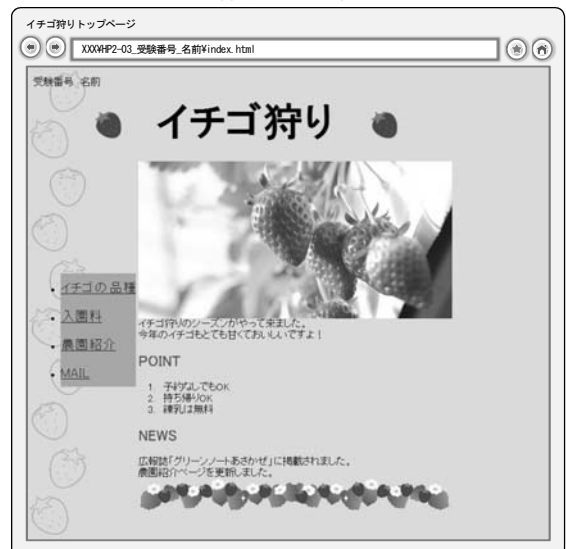 イチゴ狩りトップページ
XXX¥HP2-03_受験番号_名前¥index.html
受験番号 名前
イチゴ狩り
イチゴの品種
入園料
農園紹介
MAIL
イチゴ狩りのシーズンがやって来ました。
今年のイチゴもとても甘くておいしいですよ！
POINT
1. 予約なしでもOK
2. 持ち帰りOK
3. 練乳は無料
NEWS
広報誌「グリーンノートあさかぜ」に掲載されました。
農園紹介ページを更新しました。